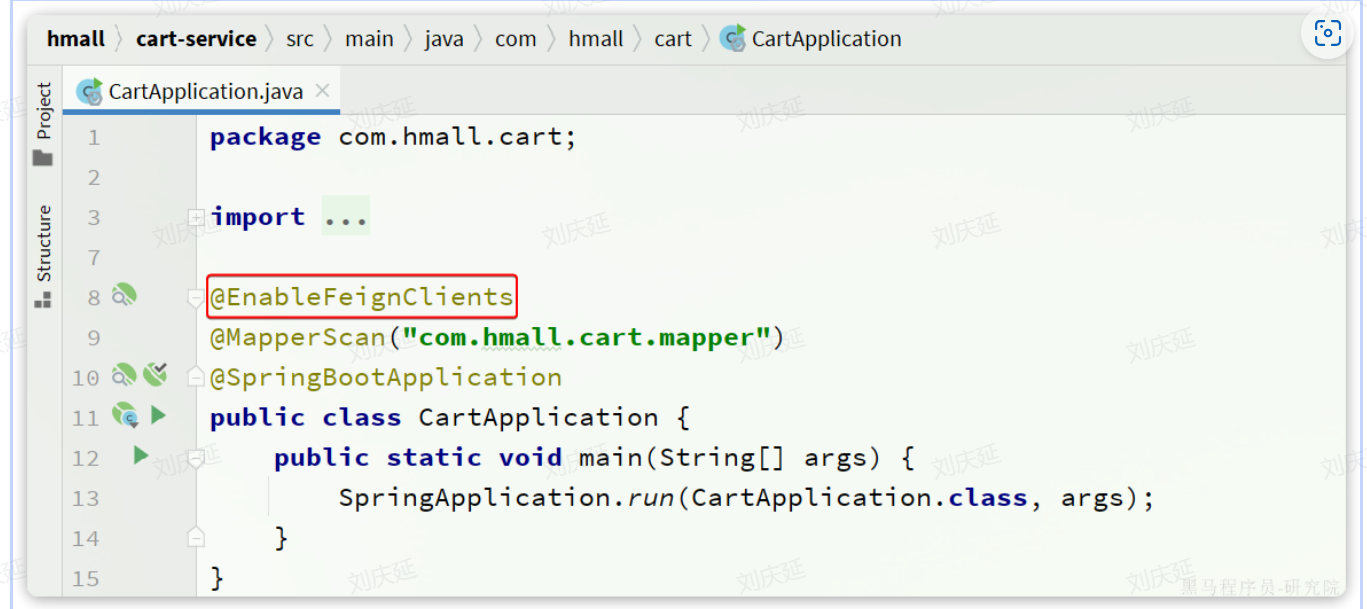 hmall 〉 cart-service 〉 src 〉 main 〉 java 〉 com 〉 hmall 〉 cart 〉 CartApplication
CartApplication.java ×
Project
Structure
1 package com.hmall.cart;
2
3 import ...
7
8 @EnableFeignClients
9 @MapperScan("com.hmall.cart.mapper")
10 @SpringBootApplication
11 public class CartApplication {
12 public static void main(String[] args) {
13 SpringApplication.run(CartApplication.class, args);
14 }
15 }
刘庆延
黑马程序员-研究院